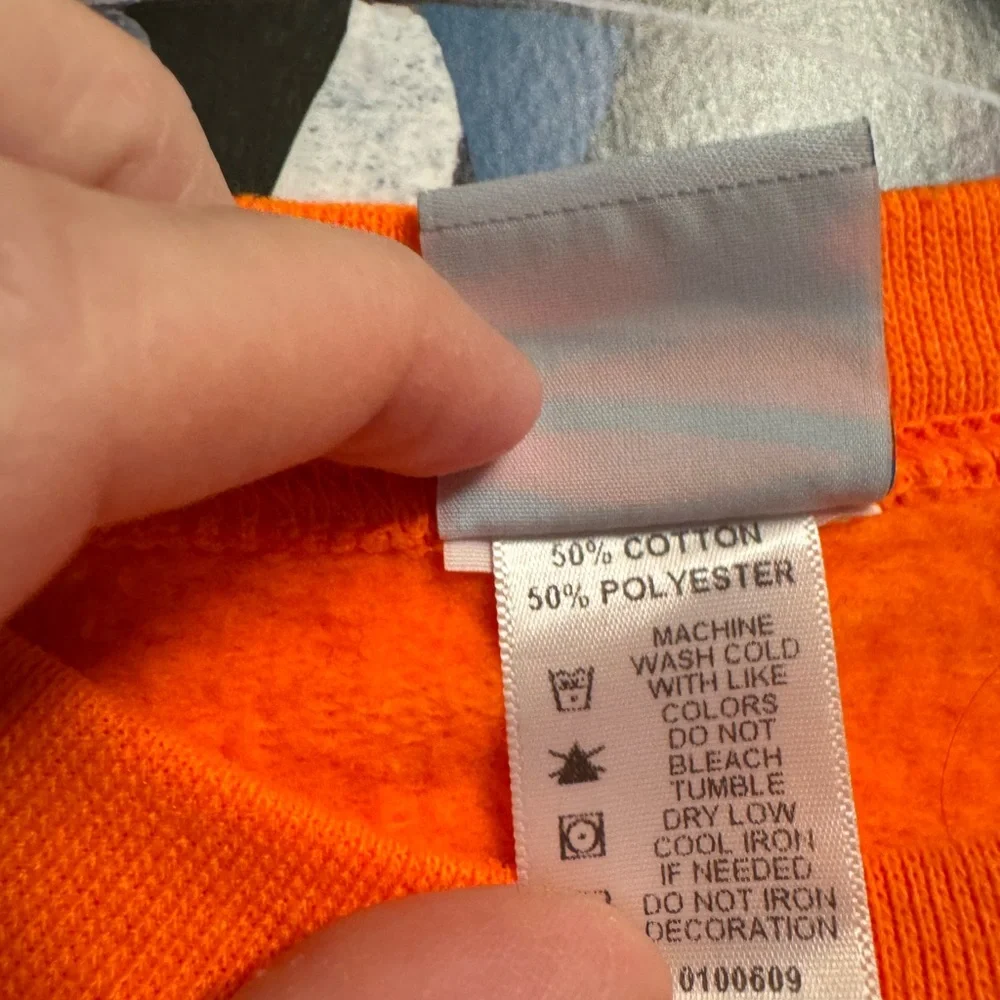 50% COTTON
50% POLYESTER
MACHINE
WASH COLD
WITH LIKE
COLORS
DO NOT
BLEACH
TUMBLE
DRY LOW
COOL IRON
IF NEEDED
DO NOT IRON
DECORATION
0100609